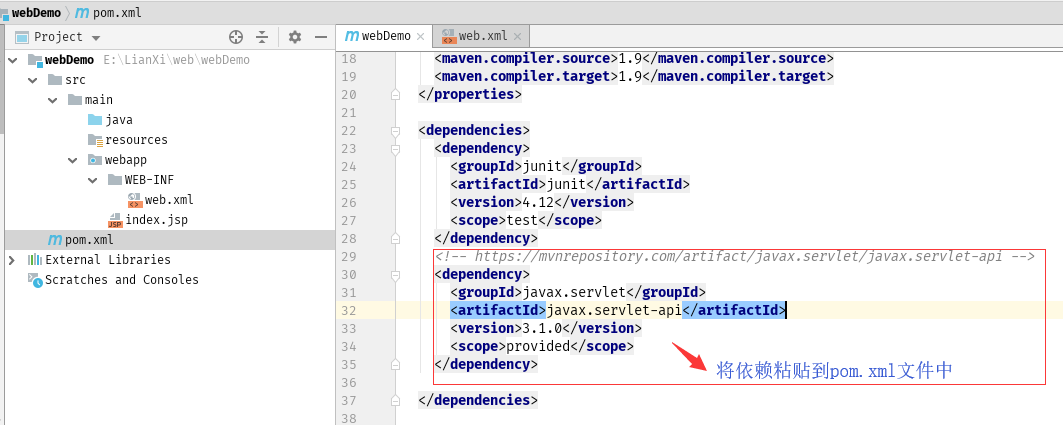 webDemo pom.xml
Project
webDemo E:\LianXi\web\webDemo
src
main
java
resources
webapp
WEB-INF
web.xml
index.jsp
pom.xml
External Libraries
Scratches and Consoles
webDemo web.xml
18 <maven.compiler.source>1.9</maven.compiler.source>
19 <maven.compiler.target>1.9</maven.compiler.target>
20 </properties>
21
22 <dependencies>
23 <dependency>
24 <groupId>junit</groupId>
25 <artifactId>junit</artifactId>
26 <version>4.12</version>
27 <scope>test</scope>
28 </dependency>
29 <!-- https://mvnrepository.com/artifact/javax.servlet/javax.servlet-api -->
30 <dependency>
31 <groupId>javax.servlet</groupId>
32 <artifactId>javax.servlet-api</artifactId>
33 <version>3.1.0</version>
34 <scope>provided</scope>
35 </dependency>
将依赖粘贴到pom.xml文件中
36
37 </dependencies>
38